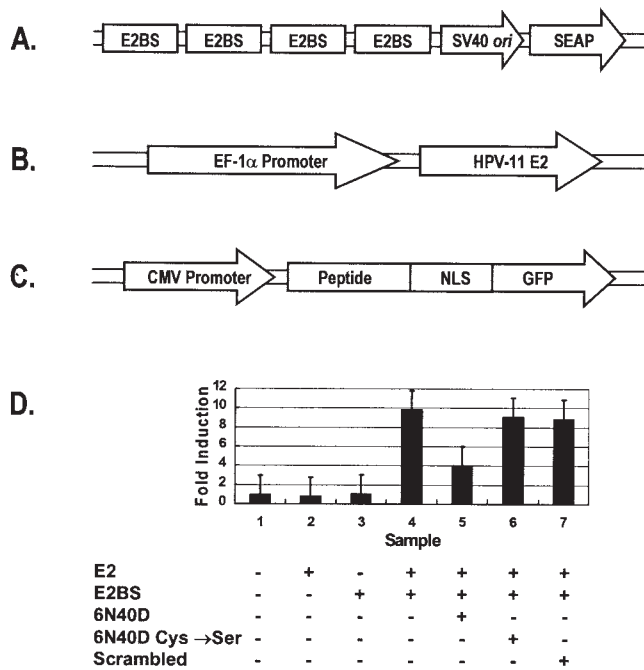 A.
E2BS E2BS E2BS E2BS SV40 ori SEAP
B.
EF-1α Promoter HPV-11 E2
C.
CMV Promoter Peptide NLS GFP
D.
Fold Induction
12
10
8
6
4
2
0
1 2 3 4 5 6 7
Sample
E2 - + - + + + +
E2BS - - + + + + +
6N40D - - - - + - -
6N40D Cys →Ser - - - - - + -
Scrambled - - - - - - +